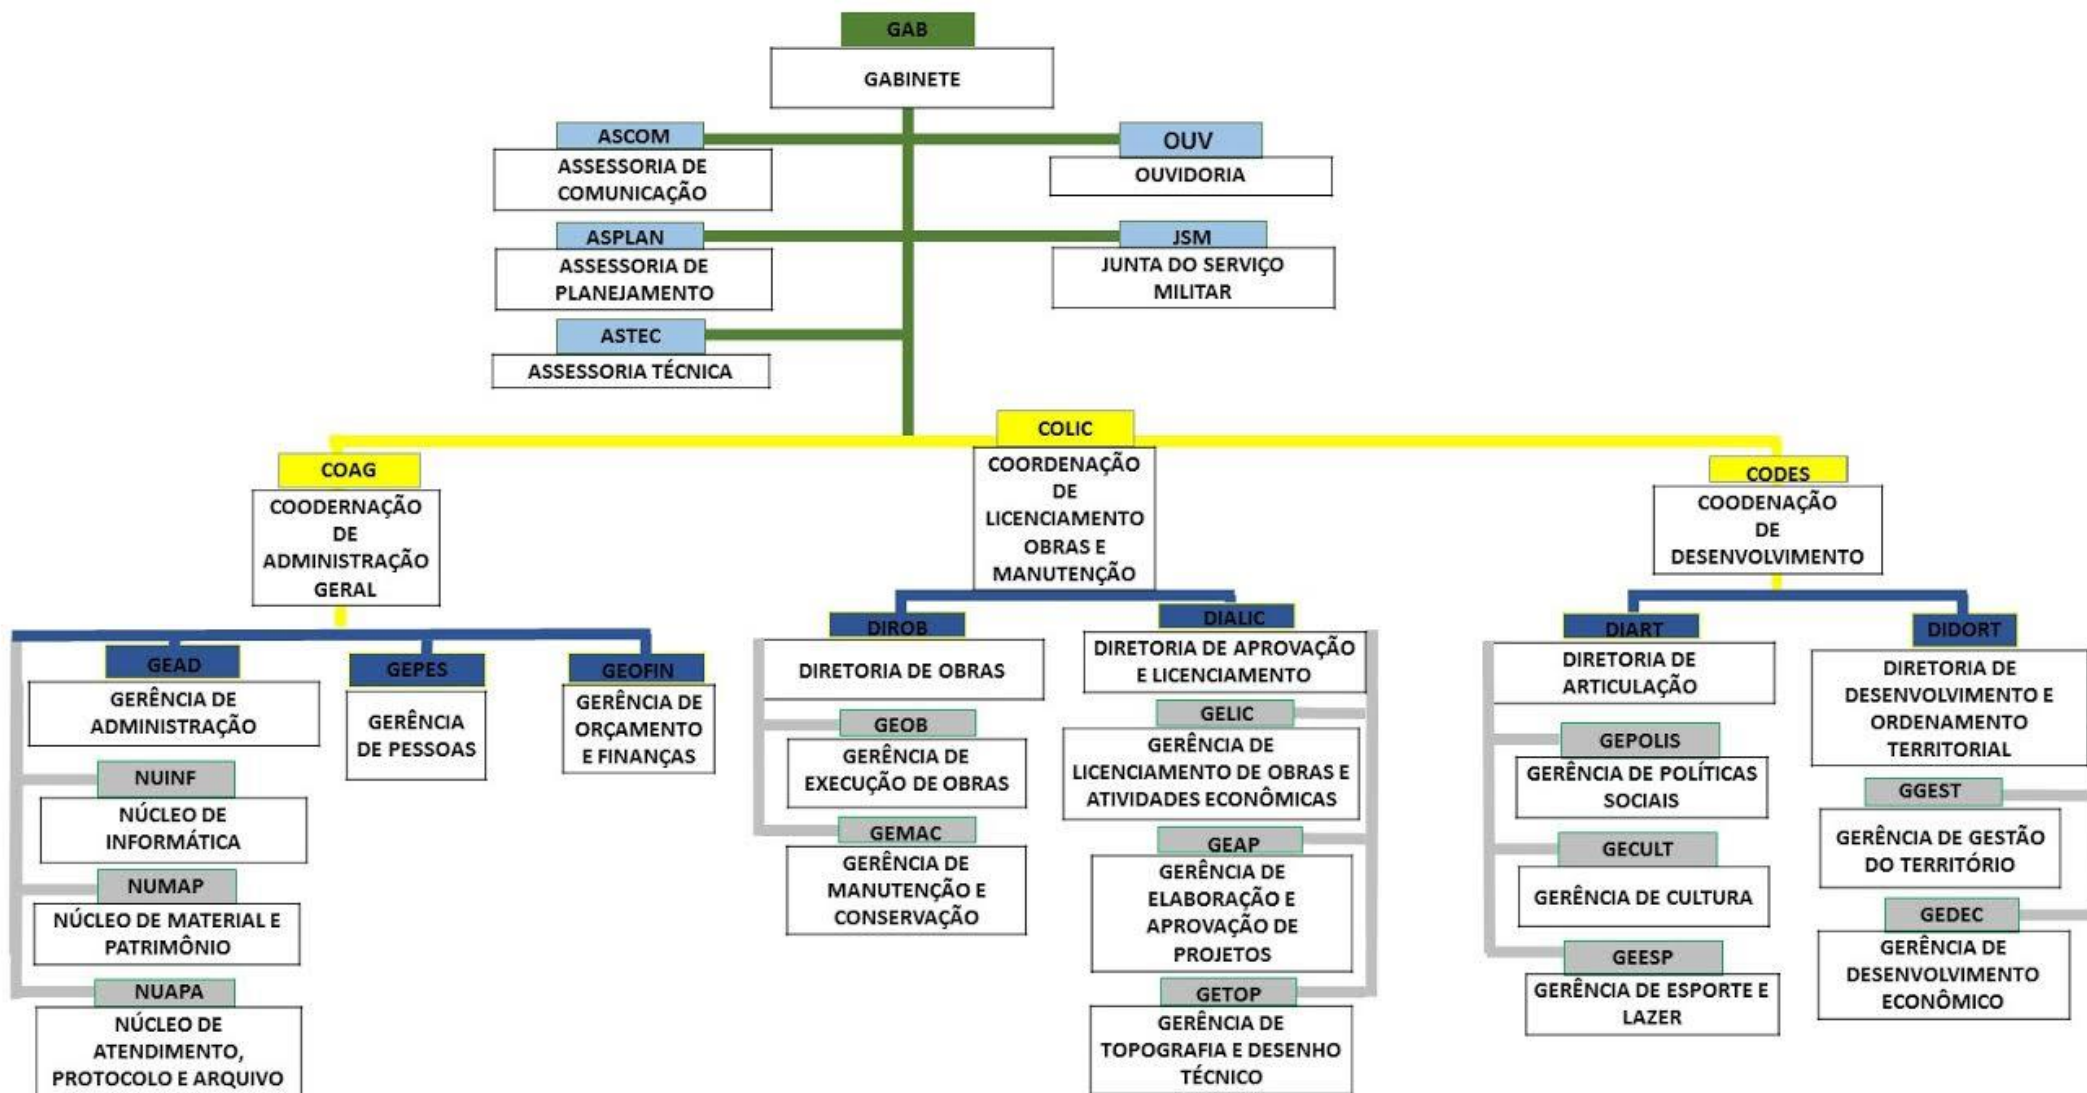 GAB
GABINETE
ASCOM
ASSESSORIA DE
COMUNICAÇÃO
OUV
OUVIDORIA
ASPLAN
ASSESSORIA DE
PLANEJAMENTO
JSM
JUNTA DO SERVIÇO
MILITAR
ASTEC
ASSESSORIA TÉCNICA
COAG
COODERNAÇÃO
DE
ADMINISTRAÇÃO
GERAL
GEAD
GERÊNCIA DE
ADMINISTRAÇÃO
NUINF
NÚCLEO DE
INFORMÁTICA
NUMAP
NÚCLEO DE MATERIAL E
PATRIMÔNIO
NUAPA
NÚCLEO DE
ATENDIMENTO,
PROTOCOLO E ARQUIVO
GEPES
GERÊNCIA
DE PESSOAS
GEOFIN
GERÊNCIA DE
ORÇAMENTO
E FINANÇAS
COLIC
COORDENAÇÃO
DE
LICENCIAMENTO
OBRAS E
MANUTENÇÃO
DIROB
DIRETORIA DE OBRAS
GEOB
GERÊNCIA DE
EXECUÇÃO DE OBRAS
GEMAC
GERÊNCIA DE
MANUTENÇÃO E
CONSERVAÇÃO
DIALIC
DIRETORIA DE APROVAÇÃO
E LICENCIAMENTO
GELIC
GERÊNCIA DE
LICENCIAMENTO DE OBRAS E
ATIVIDADES ECONÔMICAS
GEAP
GERÊNCIA DE
ELABORAÇÃO E
APROVAÇÃO DE
PROJETOS
GETOP
GERÊNCIA DE
TOPOGRAFIA E DESENHO
TÉCNICO
CODES
COODENAÇÃO
DE
DESENVOLVIMENTO
DIART
DIRETORIA DE
ARTICULAÇÃO
GEPOLIS
GERÊNCIA DE POLÍTICAS
SOCIAIS
GECULT
GERÊNCIA DE CULTURA
GEESP
GERÊNCIA DE ESPORTE E
LAZER
DIDORT
DIRETORIA DE
DESENVOLVIMENTO E
ORDENAMENTO
TERRITORIAL
GGEST
GERÊNCIA DE GESTÃO
DO TERRITÓRIO
GEDEC
GERÊNCIA DE
DESENVOLVIMENTO
ECONÔMICO